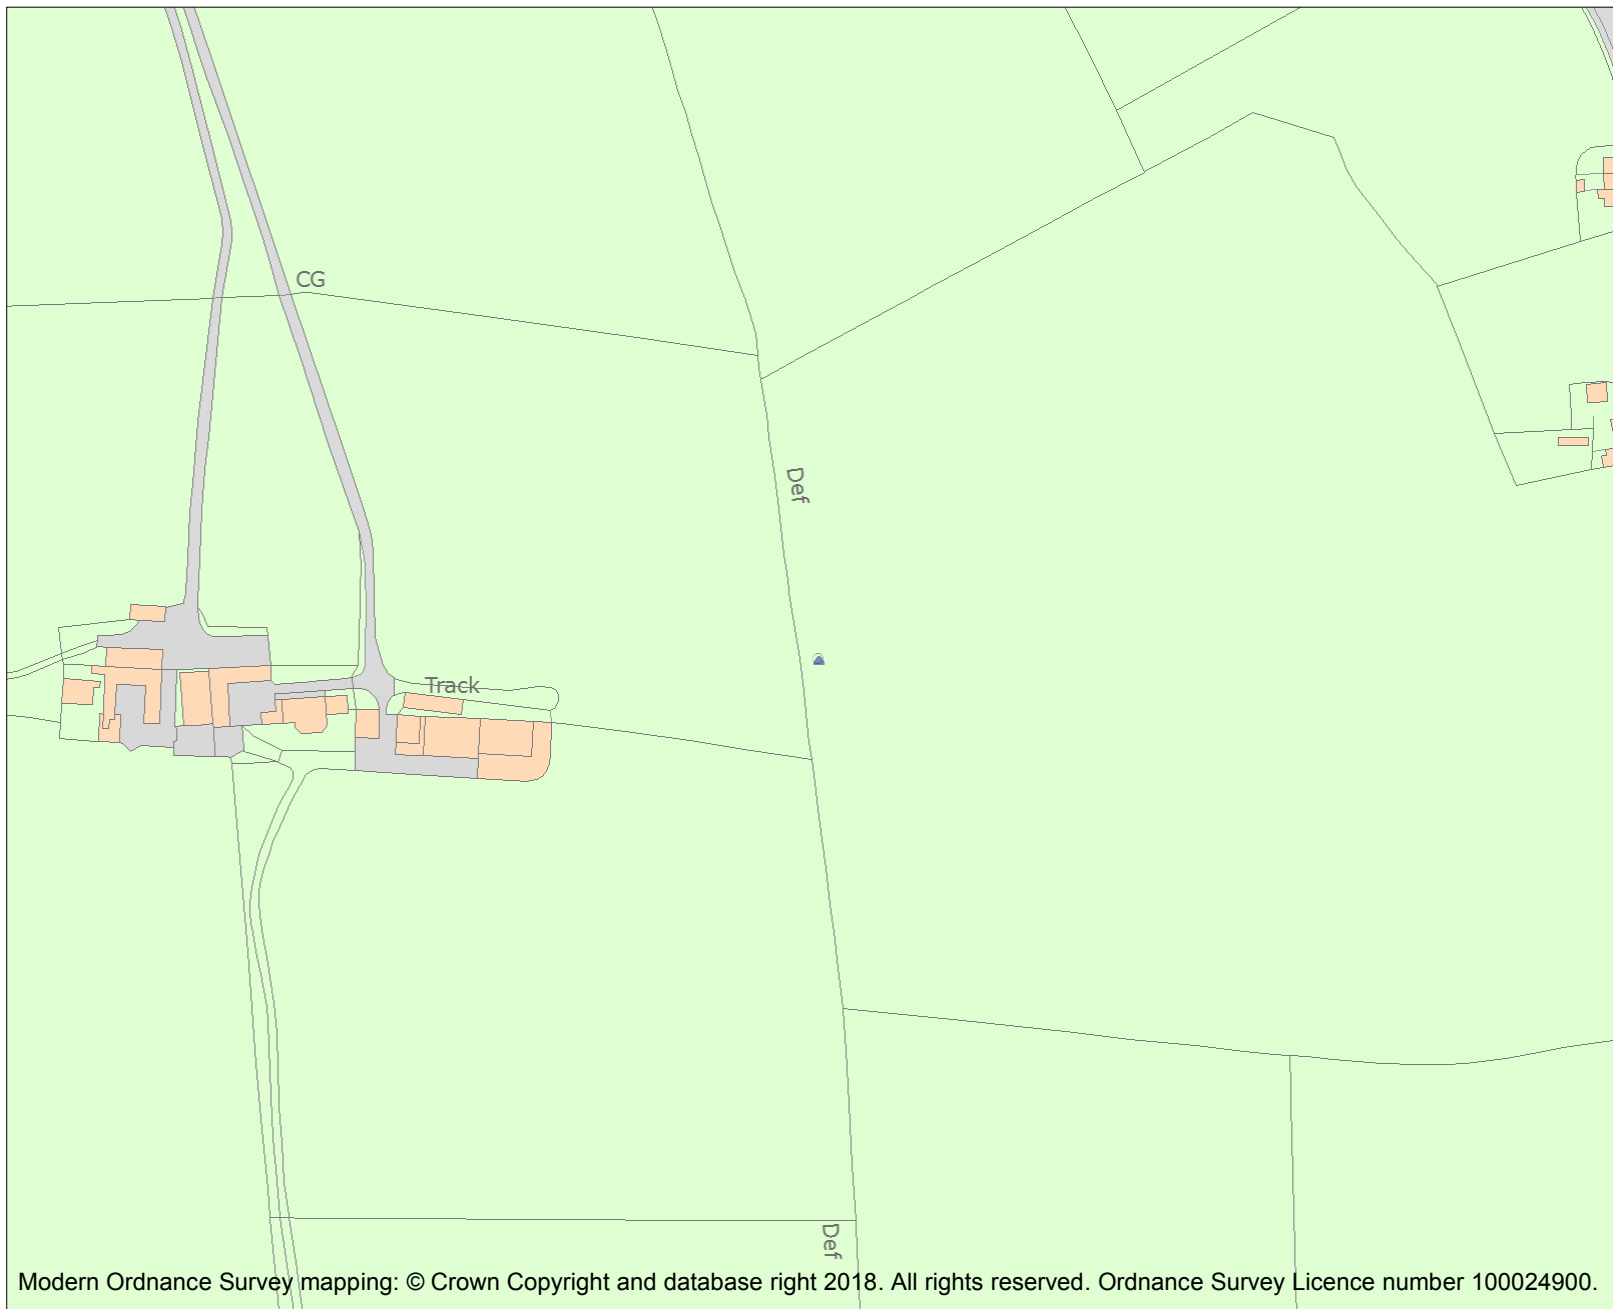 CG
Def
Track
Def
Modern Ordnance Survey mapping: © Crown Copyright and database right 2018. All rights reserved. Ordnance Survey Licence number 100024900.